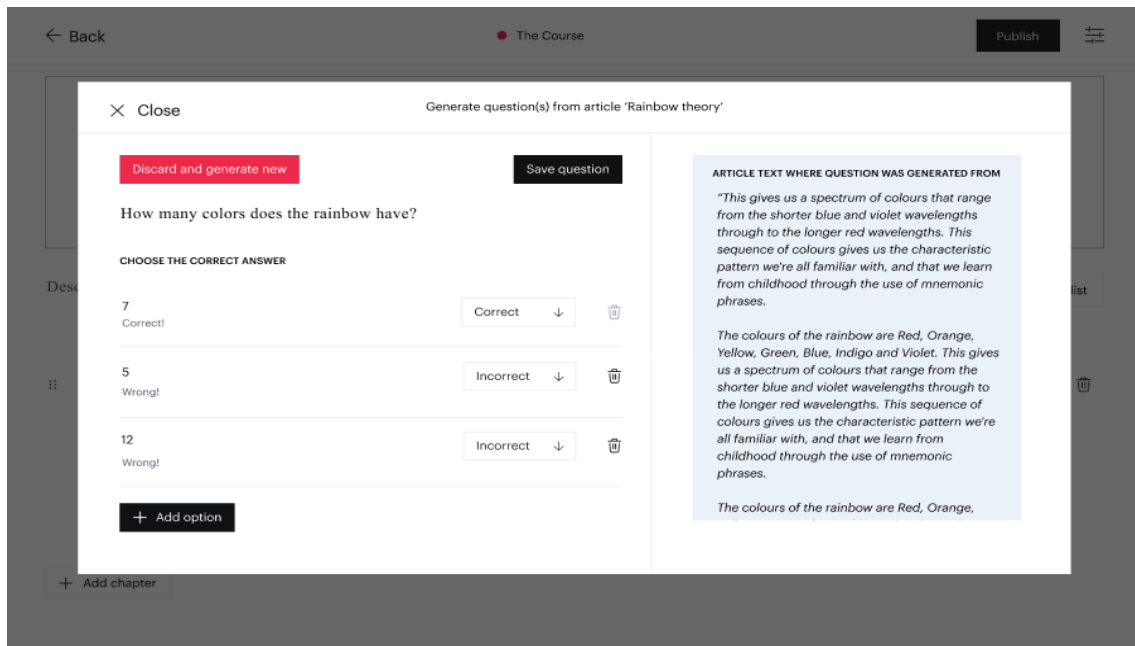 Back
The Course
Publish
Close
Generate question(s) from article ‘Rainbow theory’
Discard and generate new
Save question
How many colors does the rainbow have?
CHOOSE THE CORRECT ANSWER
7
Correct!
Correct
5
Wrong!
Incorrect
12
Wrong!
Incorrect
Add option
ARTICLE TEXT WHERE QUESTION WAS GENERATED FROM
“This gives us a spectrum of colours that range
from the shorter blue and violet wavelengths
through to the longer red wavelengths. This
sequence of colours gives us the characteristic
pattern we're all familiar with, and that we learn
from childhood through the use of mnemonic
phrases.
The colours of the rainbow are Red, Orange,
Yellow, Green, Blue, Indigo and Violet. This gives
us a spectrum of colours that range from the
shorter blue and violet wavelengths through to
the longer red wavelengths. This sequence of
colours gives us the characteristic pattern we're
all familiar with, and that we learn from
childhood through the use of mnemonic
phrases.
The colours of the rainbow are Red, Orange,
Add chapter